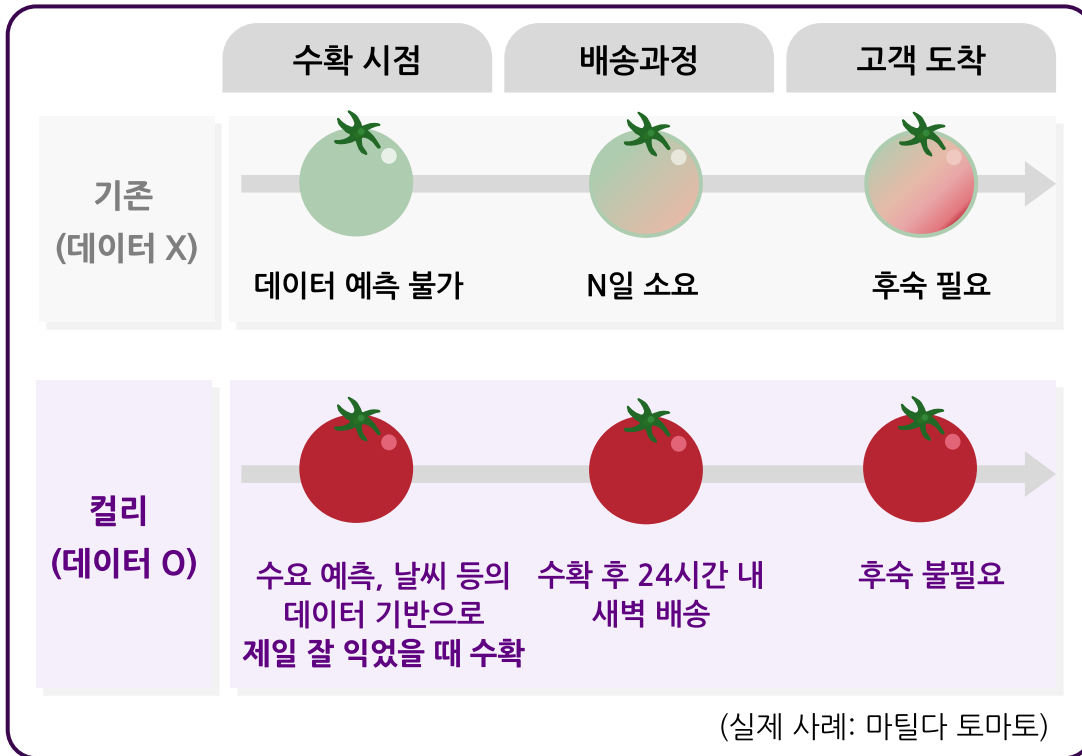 수확 시점
배송과정
고객 도착
기존
(데이터 X)
데이터 예측 불가
N일 소요
후숙 필요
컬리
(데이터 O)
수요 예측, 날씨 등의
데이터 기반으로
제일 잘 익었을 때 수확
수확 후 24시간 내
새벽 배송
후숙 불필요
(실제 사례: 마틸다 토마토)